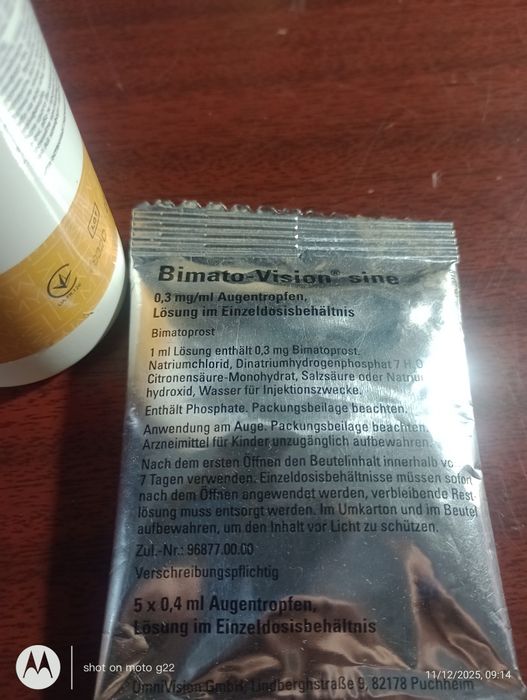 Bimato-Vision® sine
0,3 mg/ml Augentropfen,
Lösung im Einzeldosisbehältnis
Bimatoprost
1 ml Lösung enthält 0,3 mg Bimatoprost.
Natriumchlorid, Dinatriumhydrogenphosphat 7 H₂O
Citronensäure-Monohydrat, Salzsäure oder Natrium
hydroxid, Wasser für Injektionszwecke.
Enthält Phosphate. Packungsbeilage beachten.
Anwendung am Auge. Packungsbeilage beachten.
Arzneimittel für Kinder unzugänglich aufbewahren.
Nach dem ersten Öffnen den Beutelinhalt innerhalb
7 Tagen verwenden. Einzeldosisbehältnisse müssen sofort
nach dem Öffnen angewendet werden, verbleibende Rest-
lösung muss entsorgt werden. Im Umkarton und im Beutel
aufbewahren, um den Inhalt vor Licht zu schützen.
Zul.-Nr.: 96877.00.00
Verschreibungspflichtig
5 x 0,4 ml Augentropfen,
Lösung im Einzeldosisbehältnis
OmniVision GmbH, Lindberghstraße 9, 82178 Puchheim
shot on moto g22
11/12/2025, 09:14